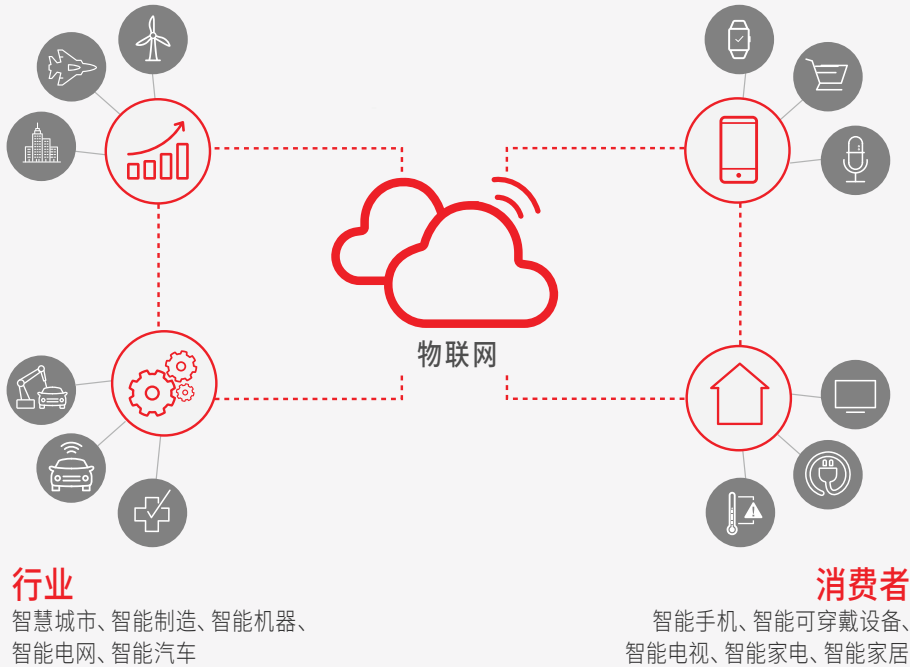 物联网
行业
智慧城市、智能制造、智能机器、
智能电网、智能汽车
消费者
智能手机、智能可穿戴设备、
智能电视、智能家电、智能家居